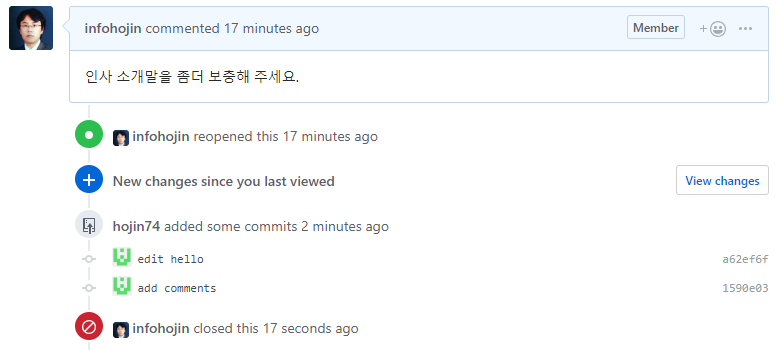 infohojin commented 17 minutes ago Member
인사 소개말을 좀더 보충해 주세요.
infohojin reopened this 17 minutes ago
New changes since you last viewed View changes
hojin74 added some commits 2 minutes ago
edit hello a62ef6f
add comments 1590e03
infohojin closed this 17 seconds ago